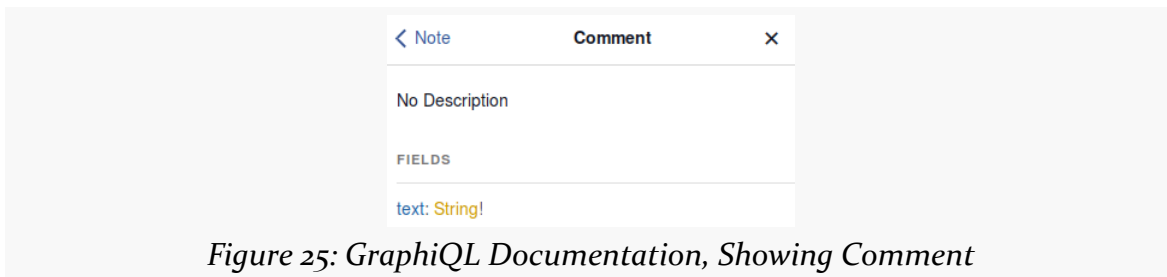 Note Comment ×
No Description
FIELDS
text: String!
Figure 25: GraphiQL Documentation, Showing Comment